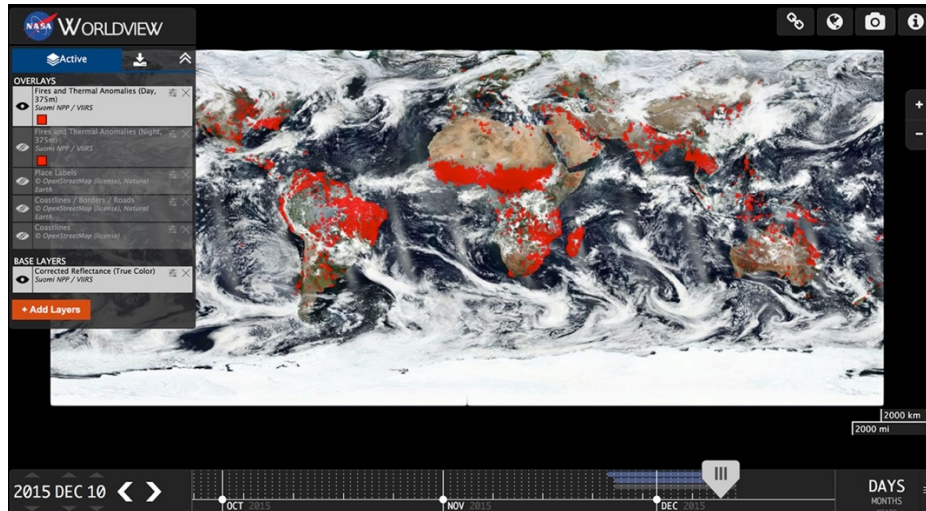 NASA WORLDVIEW
Active
OVERLAYS
Fires and Thermal Anomalies (Day,
375m)
Suomi NPP / VIIRS
Fires and Thermal Anomalies (Night,
375m)
Suomi NPP / VIIRS
Place Labels
© OpenStreetMap (license), Natural
Earth
Coastlines / Borders / Roads
© OpenStreetMap (license), Natural
Earth
Coastlines
© OpenStreetMap (license)
BASE LAYERS
Corrected Reflectance (True Color)
Suomi NPP / VIIRS
+ Add Layers
+
-
2000 km
2000 mi
2015 DEC 10
OCT 2015
NOV 2015
DEC 2015
DAYS
MONTHS